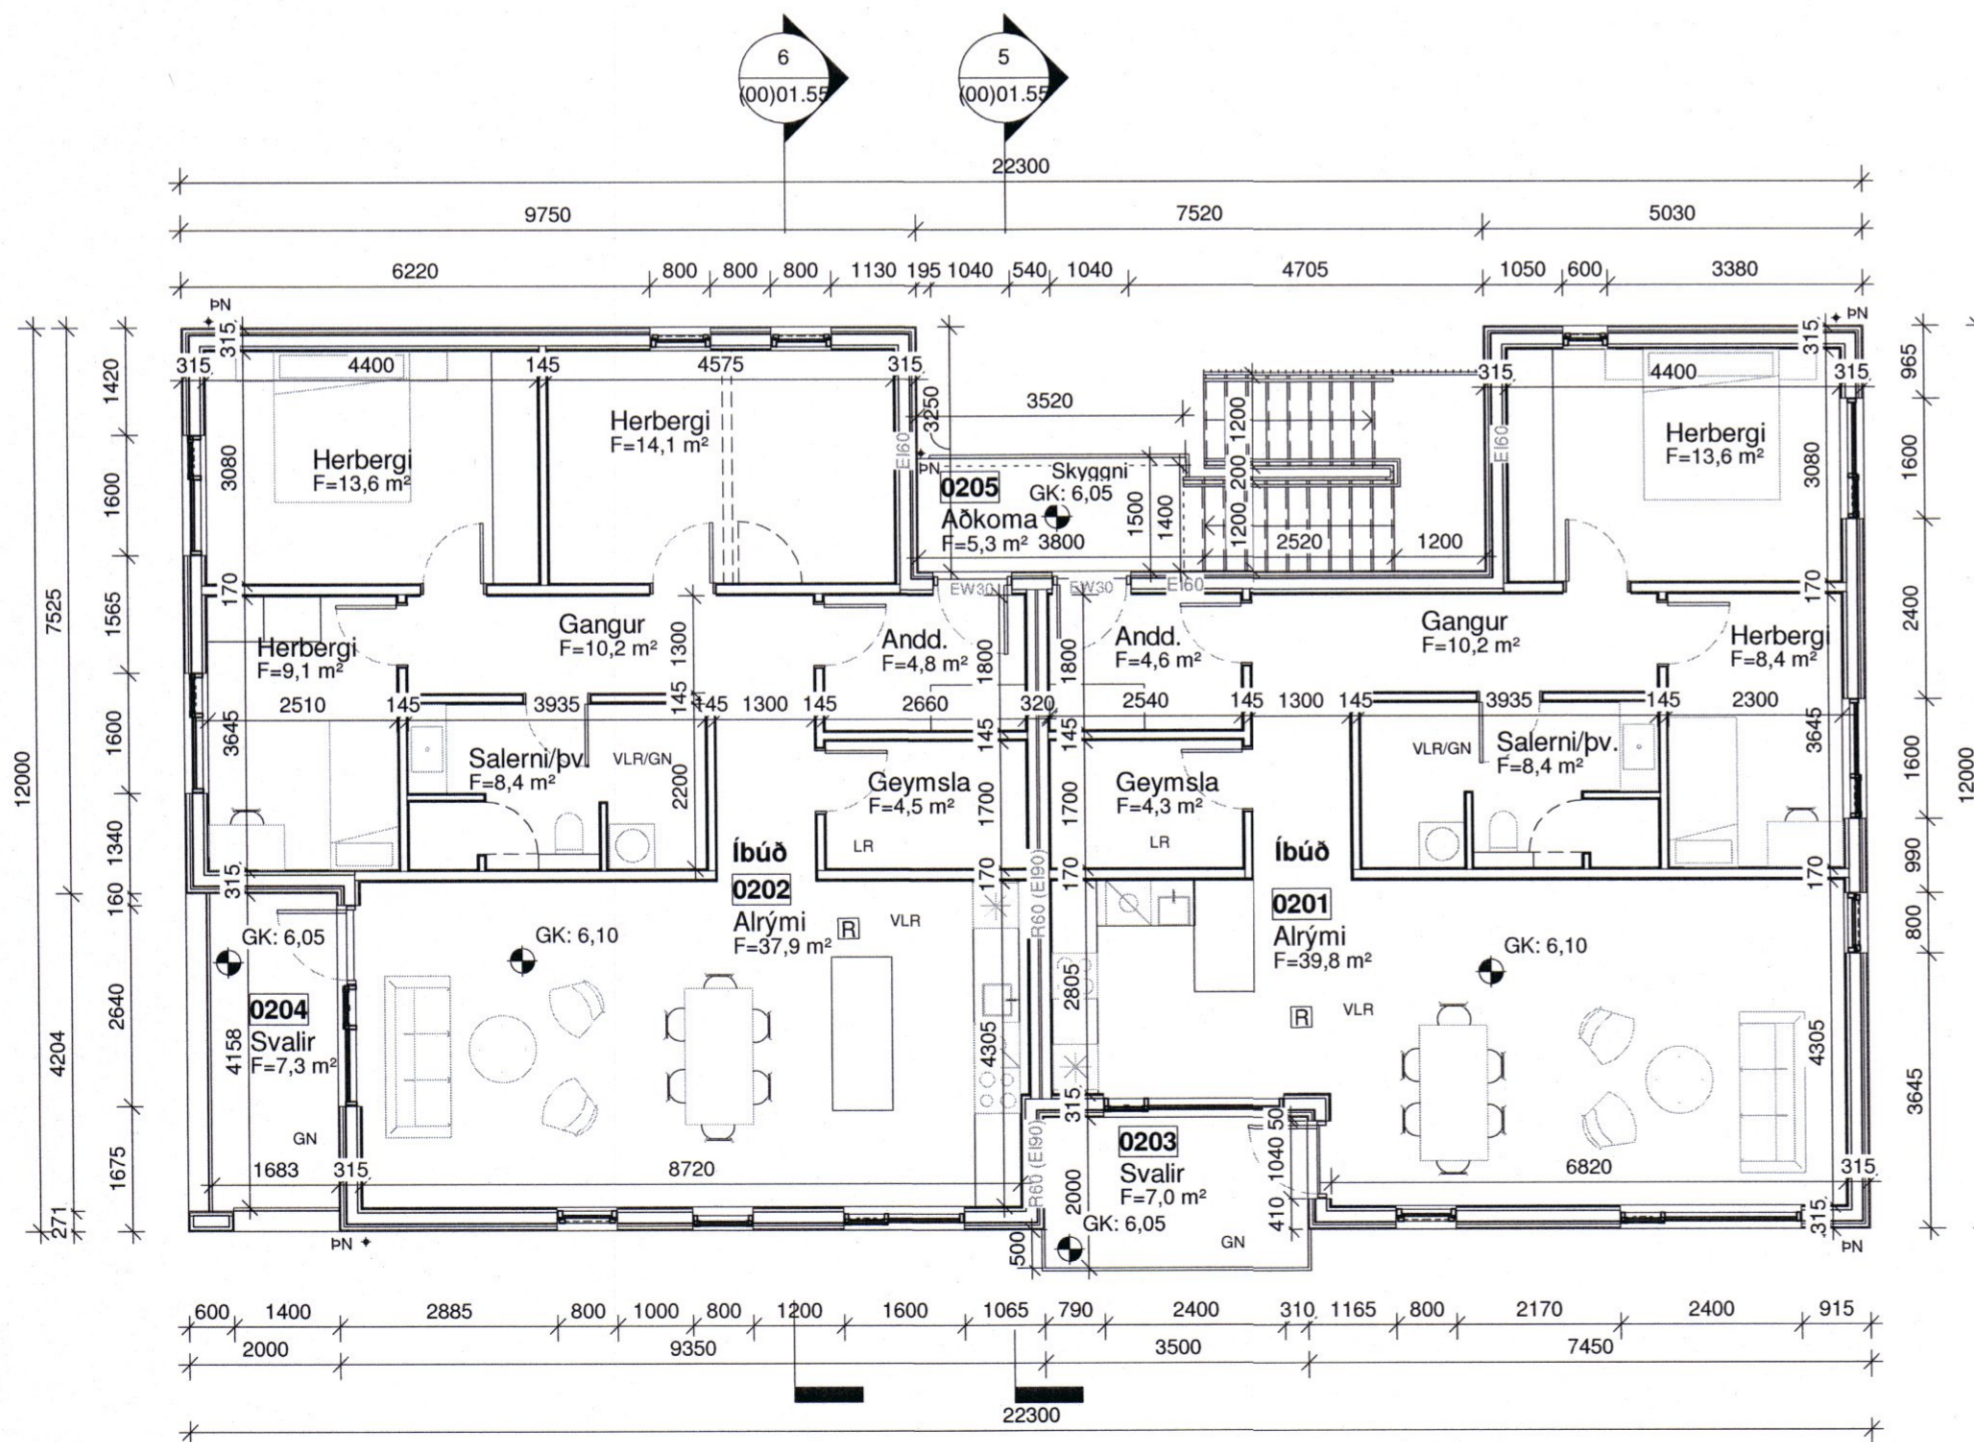 6
(00)01.55
5
(00)01.55
22300
9750
7520
5030
6220
800
800
800
1130
195
1040
540
1040
4705
1050
600
3380
ÞN
ÞN
315
315
315
4400
145
4575
315
315
4400
315
12000
7525
4204
271
1420
1600
1565
1600
1340
160
2640
1675
965
1600
2400
1600
990
800
3645
12000
3250
3520
1200
200
1200
EI60
EI60
ÞN
Herbergi
F=13,6 m²
3080
Herbergi
F=14,1 m²
Herbergi
F=13,6 m²
3080
0205
Skyggni
GK: 6,05
Aðkoma
F=5,3 m²
3800
1500
1400
2520
1200
170
EW30
EW30
EI60
170
Herbergi
F=9,1 m²
Gangur
F=10,2 m²
1300
Andd.
F=4,8 m²
1800
1800
Andd.
F=4,6 m²
Gangur
F=10,2 m²
Herbergi
F=8,4 m²
2510
145
3935
145
145
1300
145
2660
320
2540
145
1300
145
3935
145
2300
3645
145
145
3645
Salerni/þv.
F=8,4 m²
VLR/GN
2200
Geymsla
F=4,5 m²
LR
1700
1700
Geymsla
F=4,3 m²
LR
VLR/GN
Salerni/þv.
F=8,4 m²
315
170
R60 (EI90)
170
170
Íbúð
0202
Alrými
F=37,9 m²
R
VLR
Íbúð
0201
Alrými
F=39,8 m²
R
VLR
GK: 6,05
GK: 6,10
GK: 6,10
0204
Svalir
F=7,3 m²
4158
GN
4305
2805
4305
315
1683
315
8720
R60 (EI90)
0203
Svalir
F=7,0 m²
GK: 6,05
GN
2000
500
50
1040
410
6820
315
315
ÞN
ÞN
600
1400
2885
800
1000
800
1200
1600
1065
790
2400
310
1165
800
2170
2400
915
2000
9350
3500
7450
22300